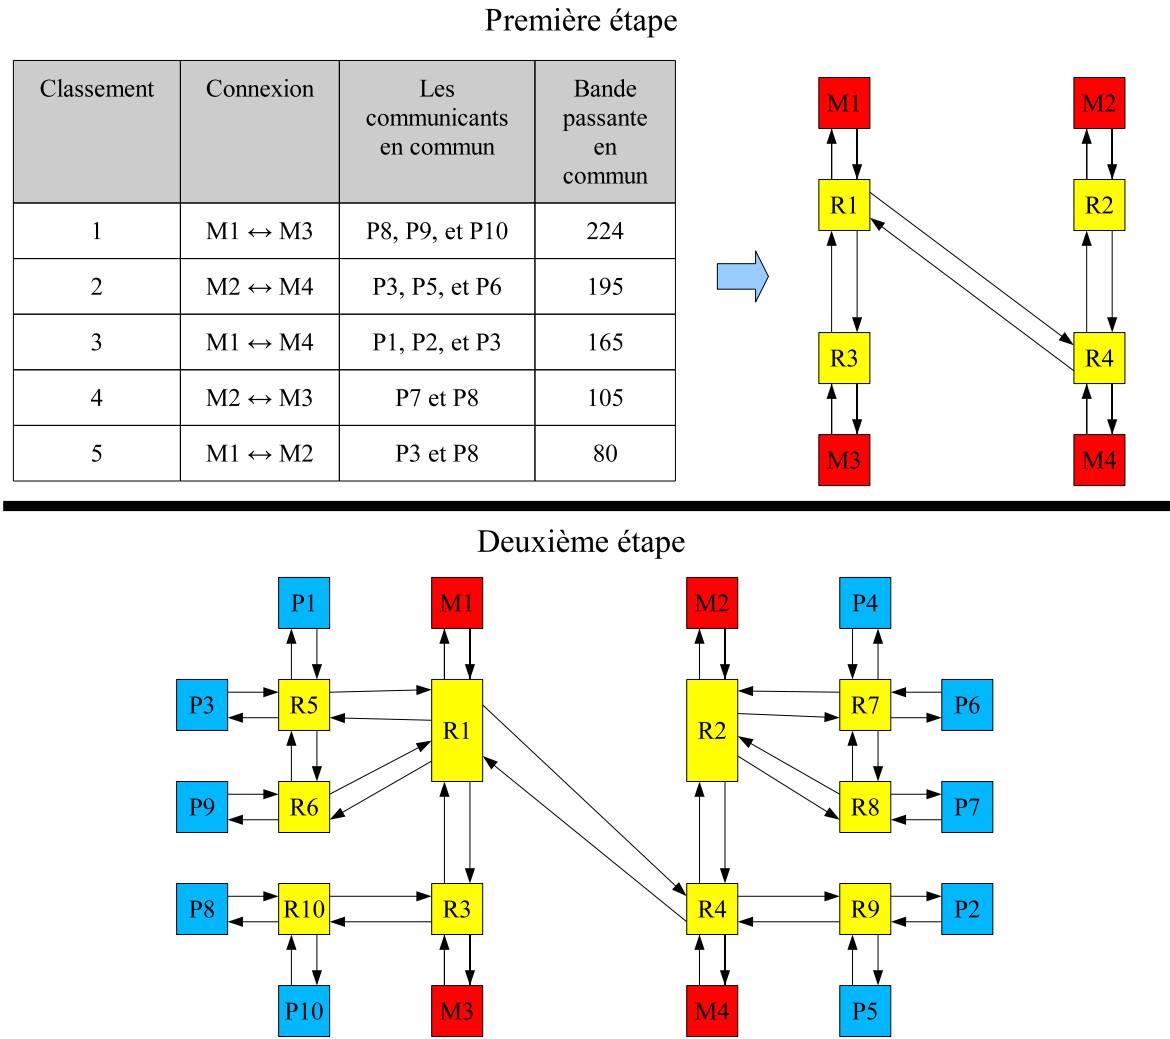 Première étape
Classement Connexion Les communicants en commun Bande passante en commun
1 M1 ↔ M3 P8, P9, et P10 224
2 M2 ↔ M4 P3, P5, et P6 195
3 M1 ↔ M4 P1, P2, et P3 165
4 M2 ↔ M3 P7 et P8 105
5 M1 ↔ M2 P3 et P8 80
M1 M2
R1 R2
R3 R4
M3 M4
Deuxième étape
P1 M1 M2 P4
P3 R5 R1 R2 R7 P6
P9 R6 R8 P7
P8 R10 R3 R4 R9 P2
P10 M3 M4 P5